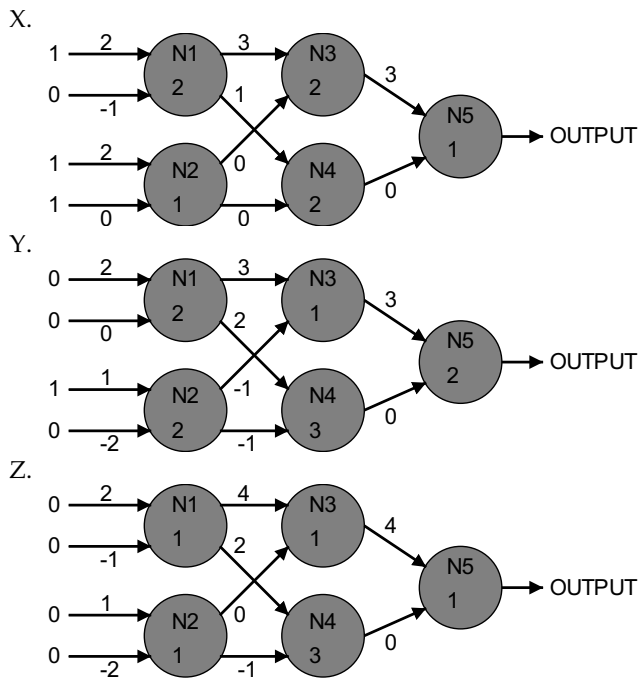 X.
1 2 N1 3 N3
0 -1 2 1 2 3
N5 OUTPUT
1 2 N2 0 N4 1
1 0 1 0 2 0
Y.
0 2 N1 3 N3
0 0 2 2 1 3
N5 OUTPUT
1 1 N2 -1 N4 2
0 -2 2 -1 3 0
Z.
0 2 N1 4 N3
0 -1 1 2 1 4
N5 OUTPUT
0 1 N2 0 N4 1
0 -2 1 -1 3 0